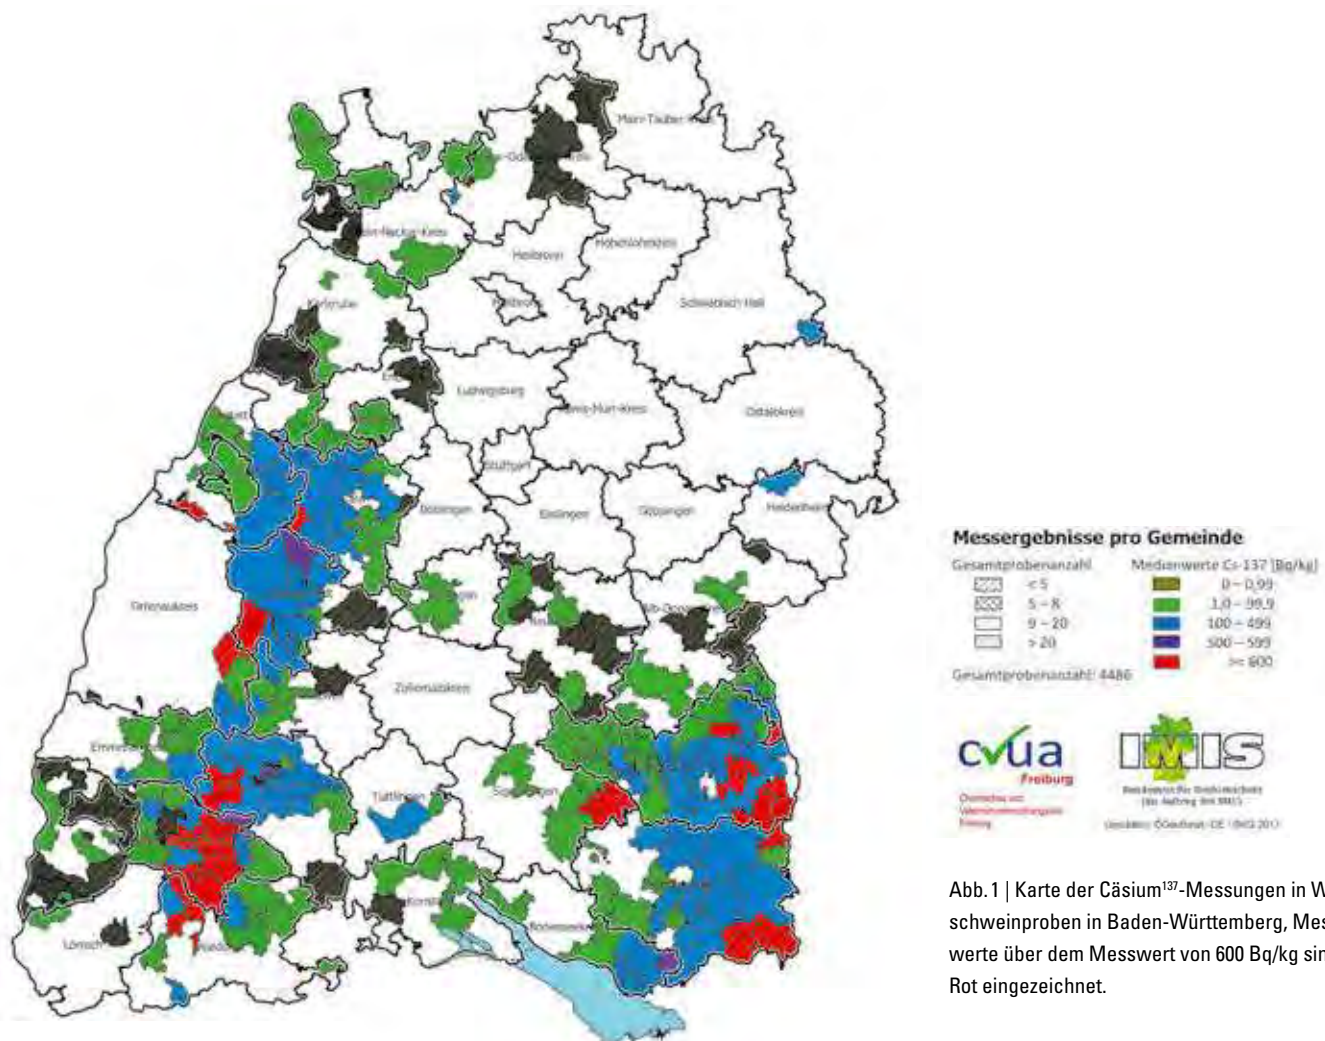 Main-Tauber-Kreis
Hohenlohekreis
Heilbronn
Schwäbisch Hall
Karlsruhe
Ludwigsburg
Rems-Murr-Kreis
Ostalbkreis
Stuttgart
Böblingen
Esslingen
Göppingen
Heidenheim
Ortenaukreis
Zollernalbkreis
Tuttlingen
Lörrach
Messergebnisse pro Gemeinde
Gesamtprobenanzahl
Medianwerte Cs-137 [Bq/kg]
< 5
0 – 0,99
5 – 8
1,0 – 99,9
9 – 20
100 – 499
> 20
500 – 599
>= 600
Gesamtprobenanzahl: 4486
cvua
Freiburg
IMIS
Abb. 1 | Karte der Cäsium¹³⁷-Messungen in W
schweinproben in Baden-Württemberg, Mes
werte über dem Messwert von 600 Bq/kg sin
Rot eingezeichnet.